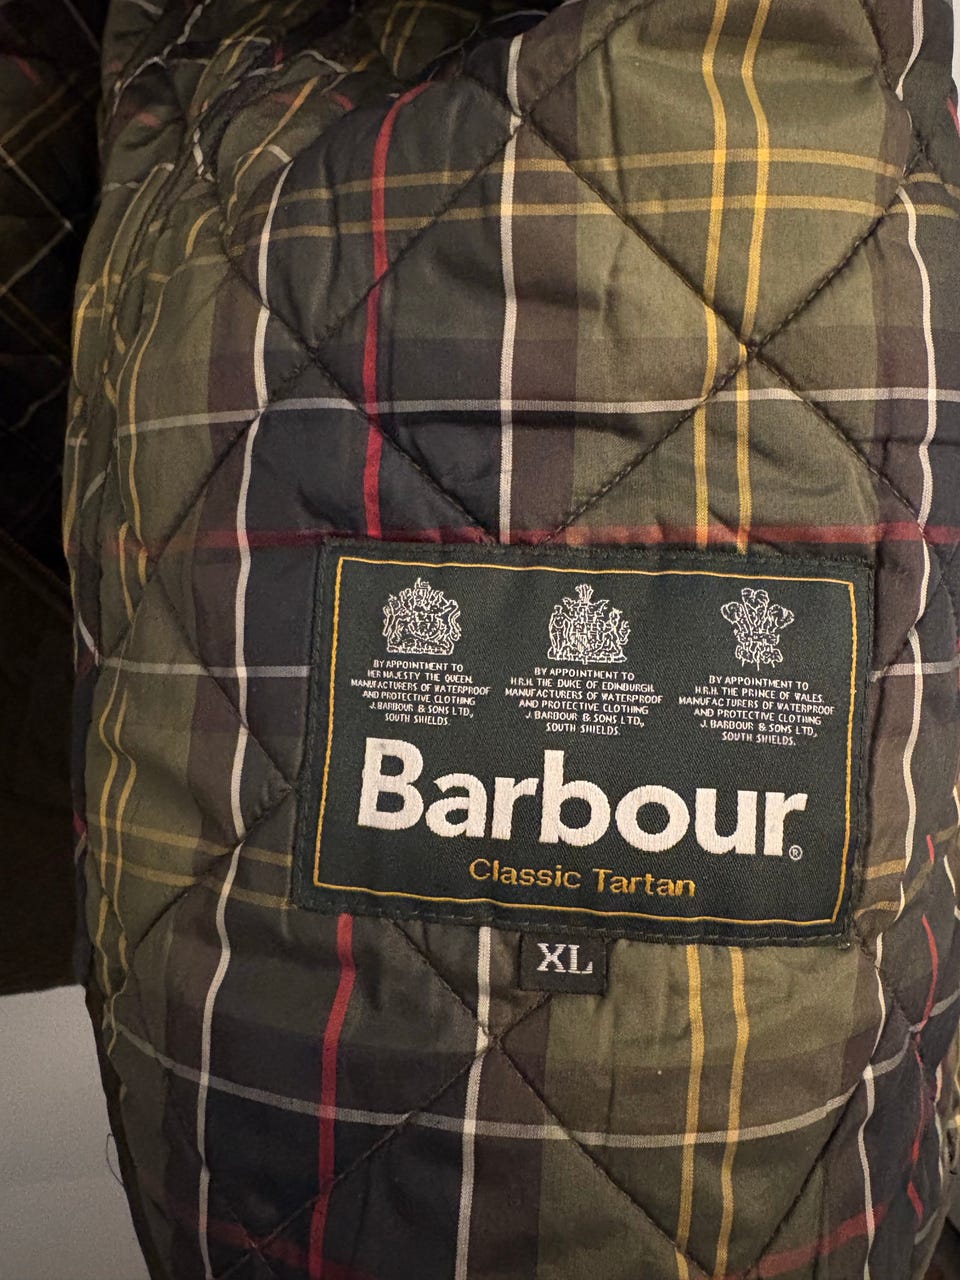 BY APPOINTMENT TO
HER MAJESTY THE QUEEN.
MANUFACTURERS OF WATERPROOF
AND PROTECTIVE CLOTHING
J.BARBOUR & SONS LTD.,
SOUTH SHIELDS.
BY APPOINTMENT TO
H.R.H. THE DUKE OF EDINBURGH.
MANUFACTURERS OF WATERPROOF
AND PROTECTIVE CLOTHING
J.BARBOUR & SONS LTD.,
SOUTH SHIELDS.
BY APPOINTMENT TO
H.R.H. THE PRINCE OF WALES.
MANUFACTURERS OF WATERPROOF
AND PROTECTIVE CLOTHING
J. BARBOUR & SONS LTD.,
SOUTH SHIELDS.
Barbour®
Classic Tartan
XL